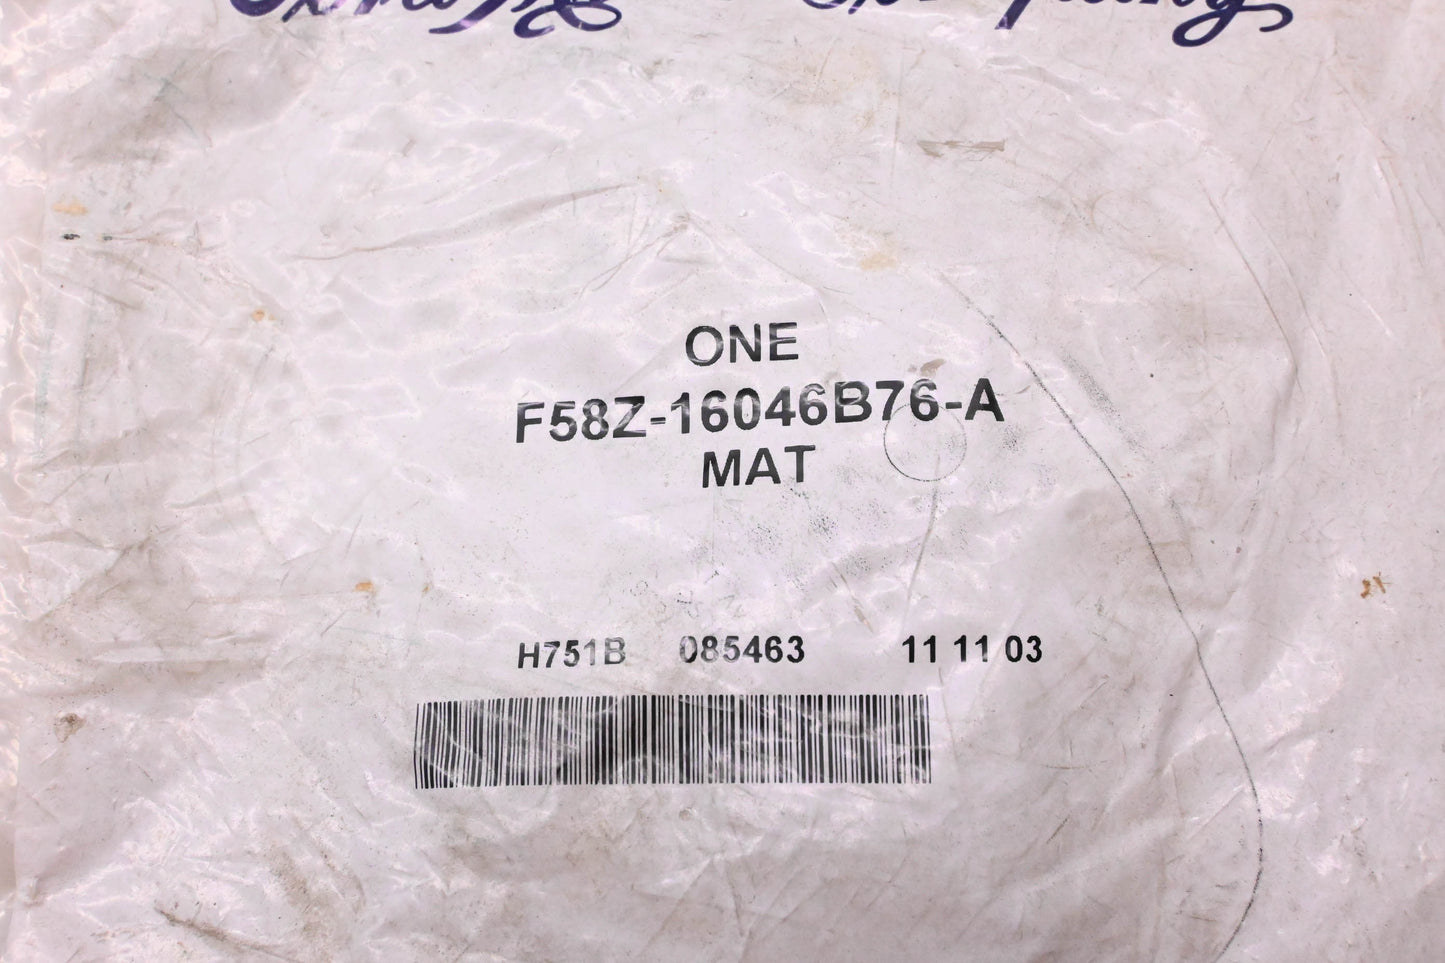 ONE
F58Z-16046B76-A
MAT
H751B 085463 11 11 03